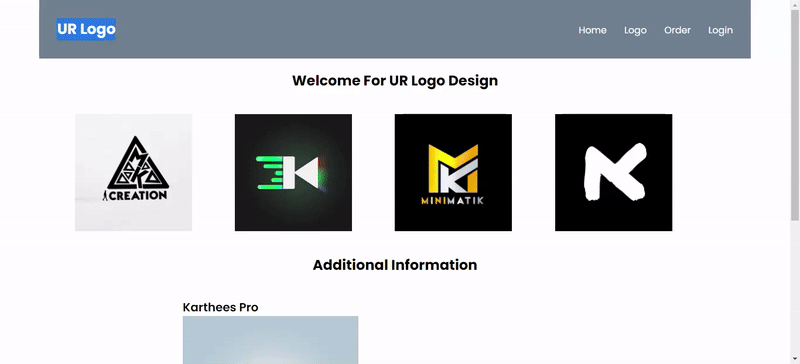 UR Logo
Home Logo Order Login
Welcome For UR Logo Design
CREATION
MINIMATIK
Additional Information
Karthees Pro